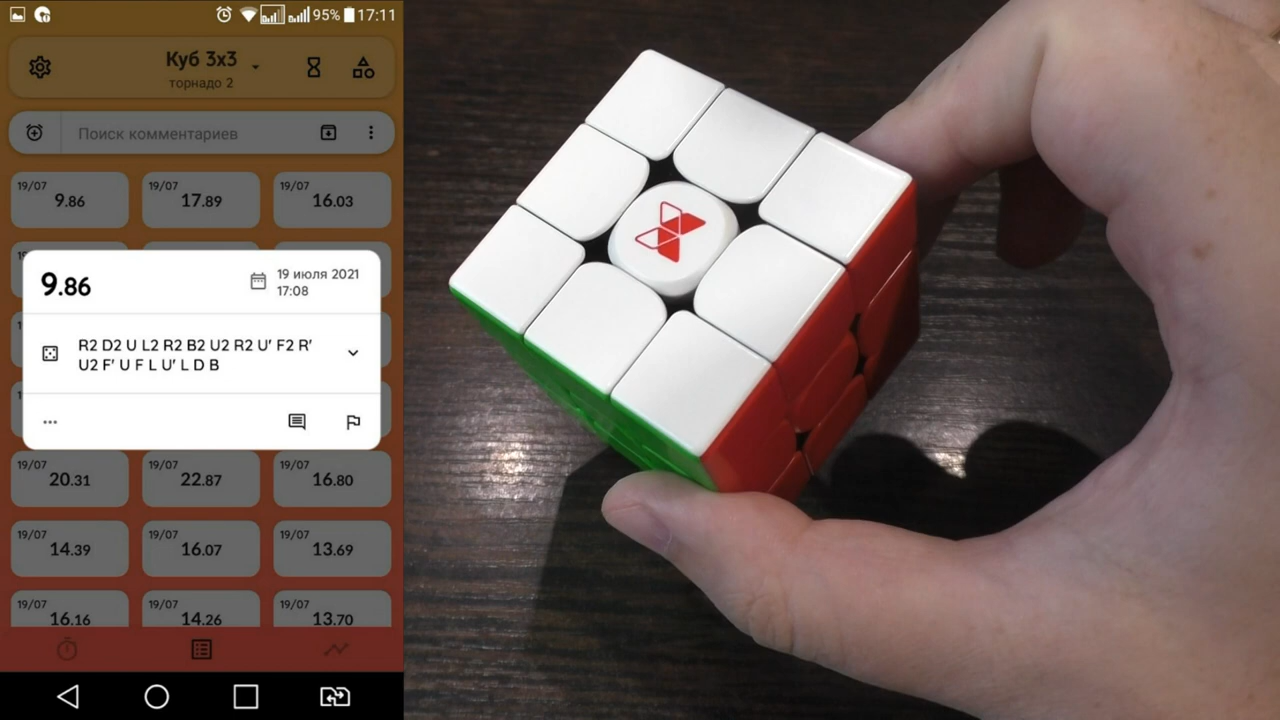 95% 17:11
Куб 3x3
торнадо 2
Поиск комментариев
19/07 19/07 19/07
9.86 17.89 16.03
9.86
19 июля 2021
17:08
R2 D2 U L2 R2 B2 U2 R2 U' F2 R'
U2 F' U F L U' L D B
19/07 19/07 19/07
20.31 22.87 16.80
19/07 19/07 19/07
14.39 16.07 13.69
19/07 19/07 19/07
16.16 14.26 13.70